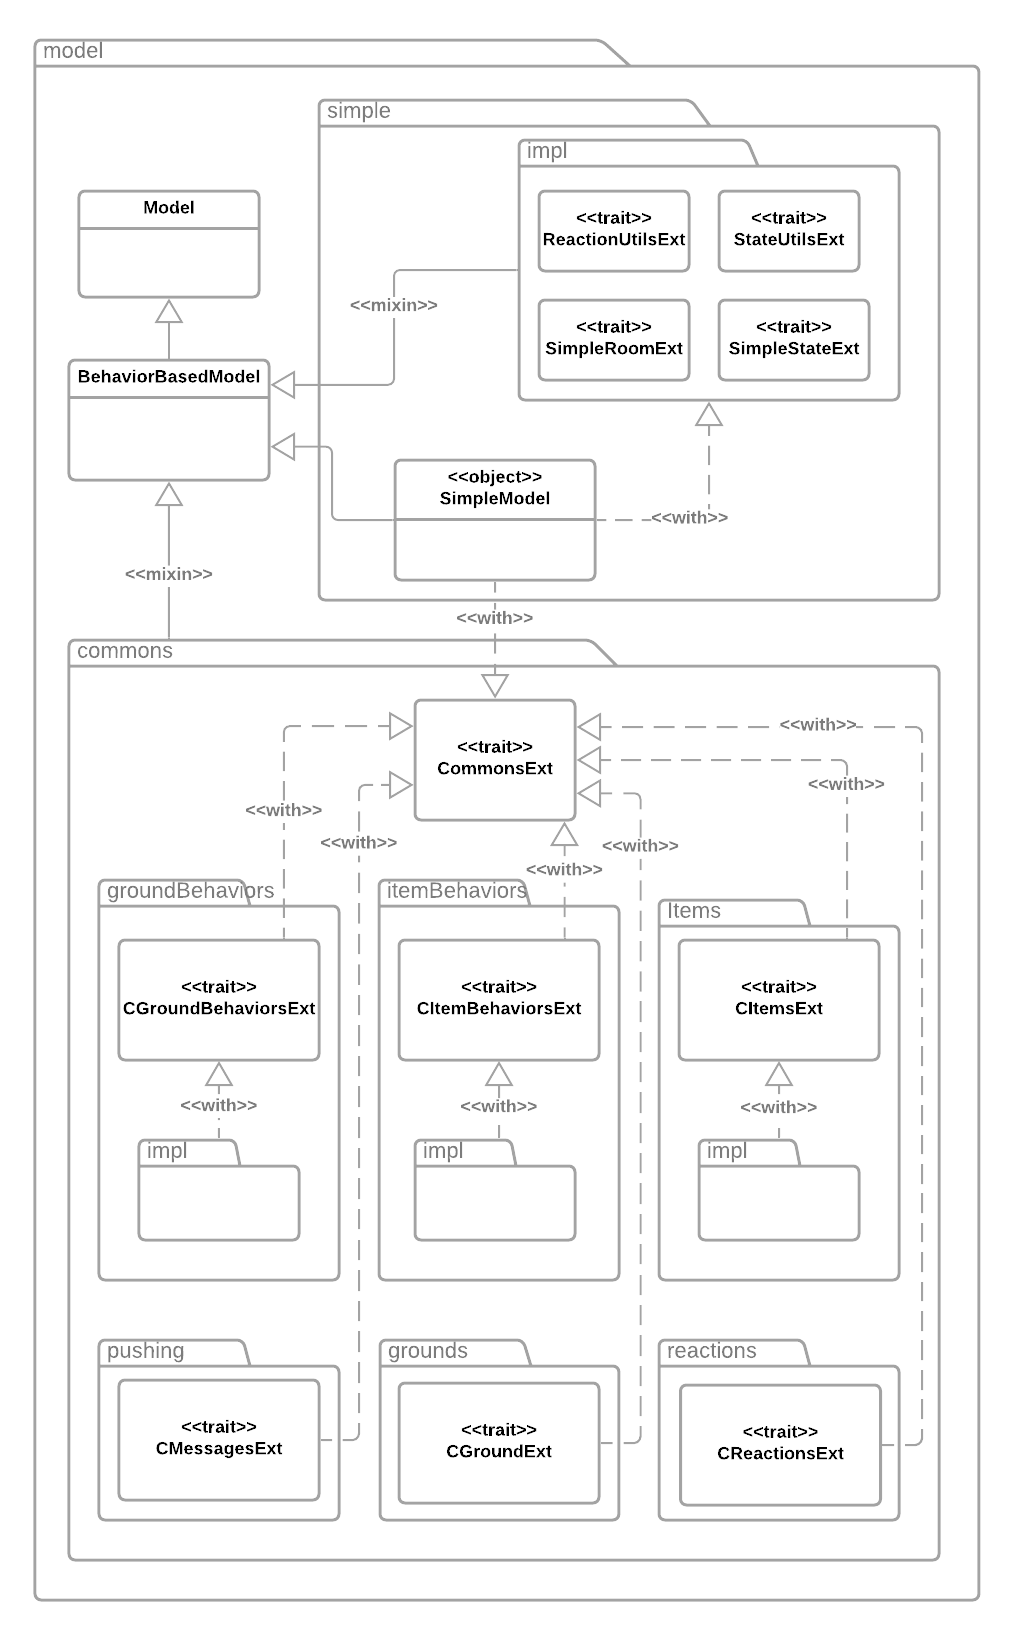 model
simple
impl
<<trait>>
ReactionUtilsExt
<<trait>>
StateUtilsExt
Model
<<mixin>>
<<trait>>
SimpleRoomExt
<<trait>>
SimpleStateExt
BehaviorBasedModel
<<object>>
SimpleModel
<<with>>
<<mixin>>
<<with>>
commons
<<trait>>
CommonsExt
<<with>>
<<with>>
<<with>>
<<with>>
<<with>>
<<with>>
groundBehaviors
itemBehaviors
Items
<<trait>>
CGroundBehaviorsExt
<<trait>>
CItemBehaviorsExt
<<trait>>
CItemsExt
<<with>>
<<with>>
<<with>>
impl
impl
impl
pushing
grounds
reactions
<<trait>>
CMessagesExt
<<trait>>
CGroundExt
<<trait>>
CReactionsExt